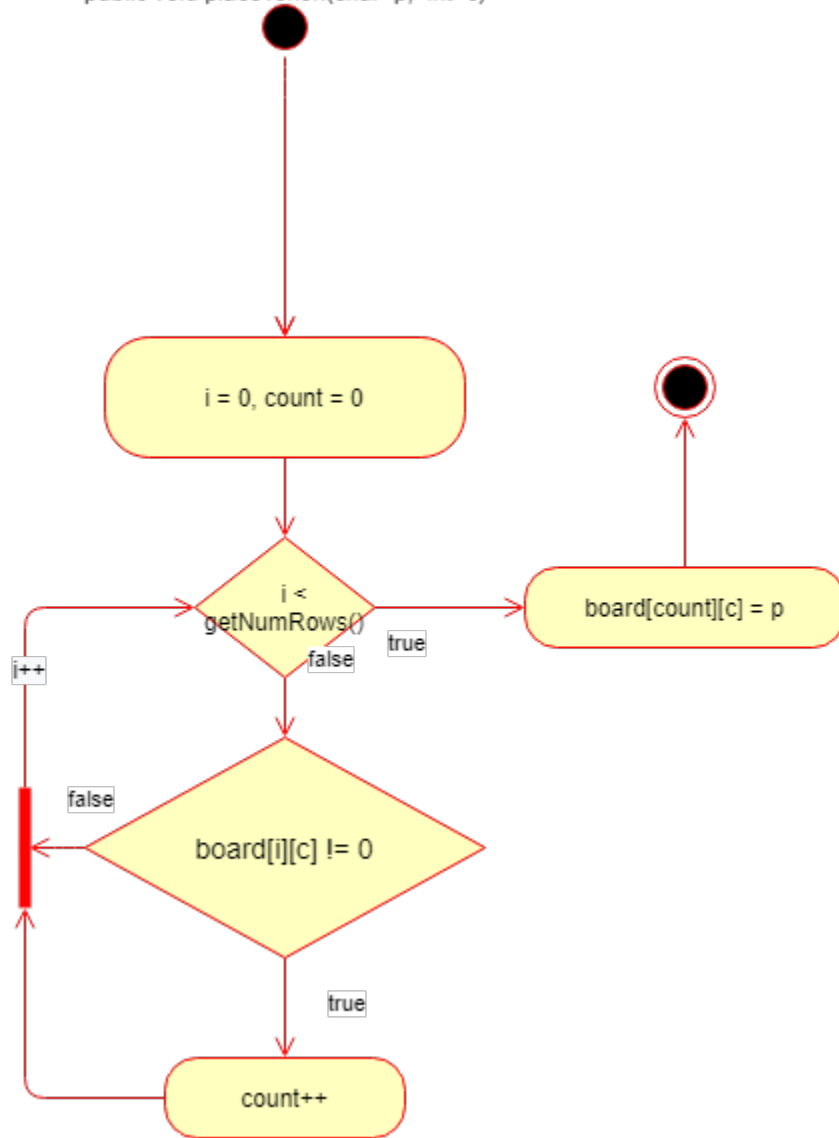 i = 0, count = 0
i <
getNumRows()
true
false
board[count][c] = p
i++
board[i][c] != 0
false
true
count++